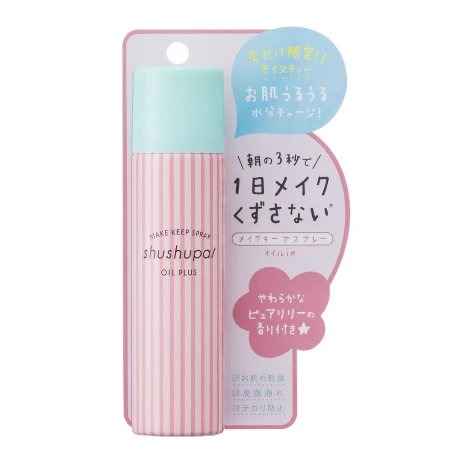 今だけ限定!!
モイスチャー
お肌うるうる
水分チャージ!
朝の3秒で
1日メイク
くずさない*
メイクキープスプレー
オイルin
MAKE KEEP SPRAY
shushupa!
OIL PLUS
やわらかな
ピュアリリーの
香り付き★
お肌の乾燥
皮脂崩れ
テカリ防止